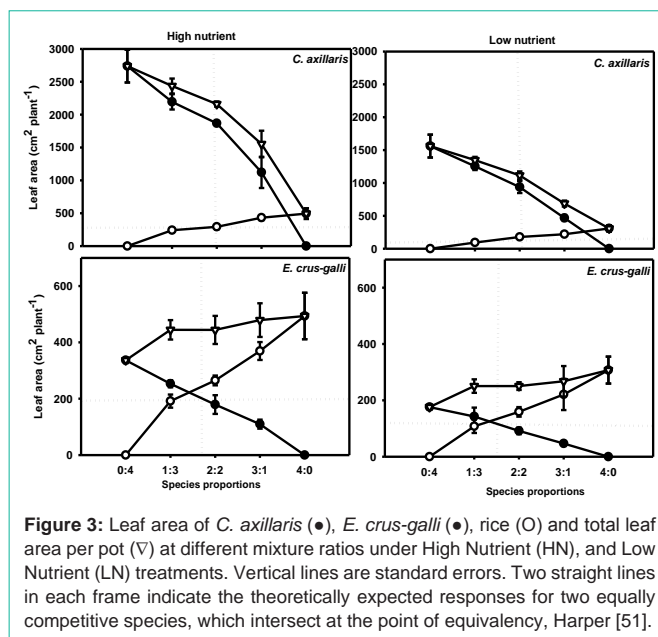 High nutrient
Low nutrient
3000
2500
2000
1500
1000
500
0
Leaf area (cm² plant⁻¹)
C. axillaris
3000
2500
2000
1500
1000
500
0
C. axillaris
600
400
200
0
Leaf area (cm² plant⁻¹)
E. crus-galli
600
400
200
0
E. crus-galli
0:4 1:3 2:2 3:1 4:0
Species proportions
0:4 1:3 2:2 3:1 4:0
Species proportions
Figure 3: Leaf area of C. axillaris (●), E. crus-galli (●), rice (O) and total leaf
area per pot (∇) at different mixture ratios under High Nutrient (HN), and Low
Nutrient (LN) treatments. Vertical lines are standard errors. Two straight lines
in each frame indicate the theoretically expected responses for two equally
competitive species, which intersect at the point of equivalency, Harper [51].